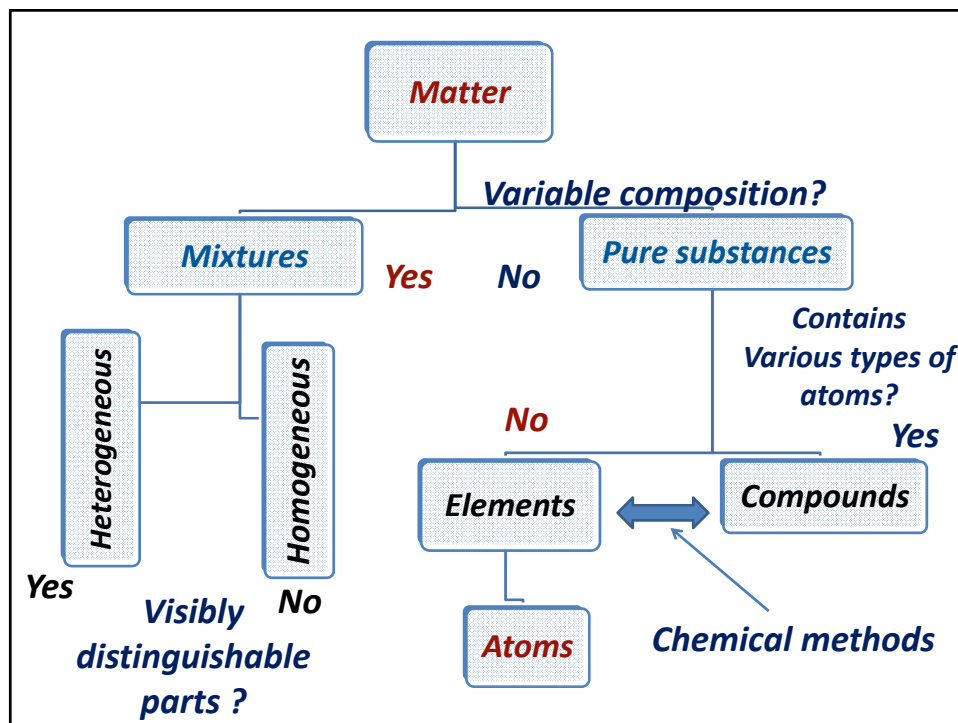 Matter
Variable composition?
Mixtures
Pure substances
Yes
No
Contains
Various types of
atoms?
Heterogeneous
Homogeneous
No
Yes
Elements
Compounds
Yes
No
Visibly
distinguishable
parts ?
Atoms
Chemical methods